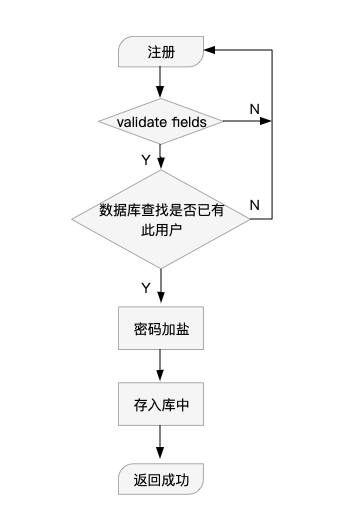 注册
validate fields
N
Y
数据库查找是否已有
此用户
N
Y
密码加盐
存入库中
返回成功